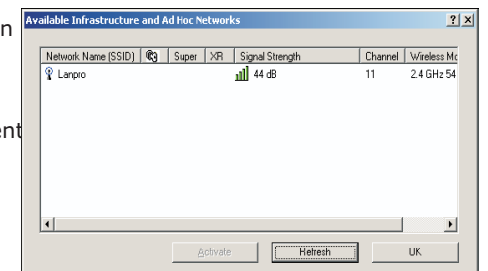 n
ent
Available Infrastructure and Ad Hoc Networks ? X
Network Name (SSID) Super XR Signal Strength Channel Wireless Mo
Lanpro 44 dB 11 2.4 GHz 54
Activate Refresh OK